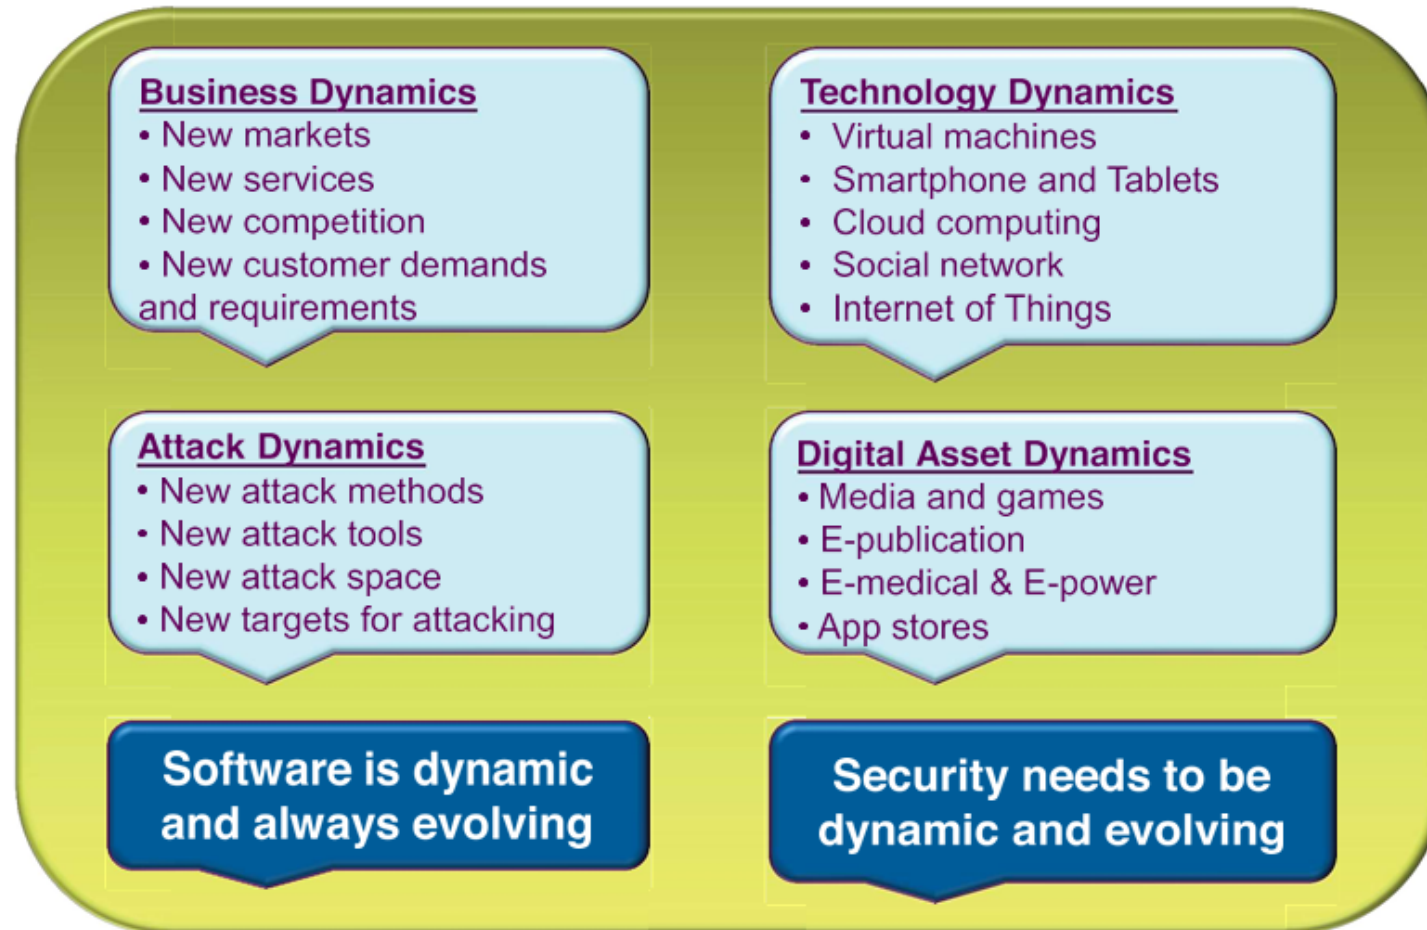 Business Dynamics
• New markets
• New services
• New competition
• New customer demands
and requirements
Technology Dynamics
• Virtual machines
• Smartphone and Tablets
• Cloud computing
• Social network
• Internet of Things
Attack Dynamics
• New attack methods
• New attack tools
• New attack space
• New targets for attacking
Digital Asset Dynamics
• Media and games
• E-publication
• E-medical & E-power
• App stores
Software is dynamic
and always evolving
Security needs to be
dynamic and evolving